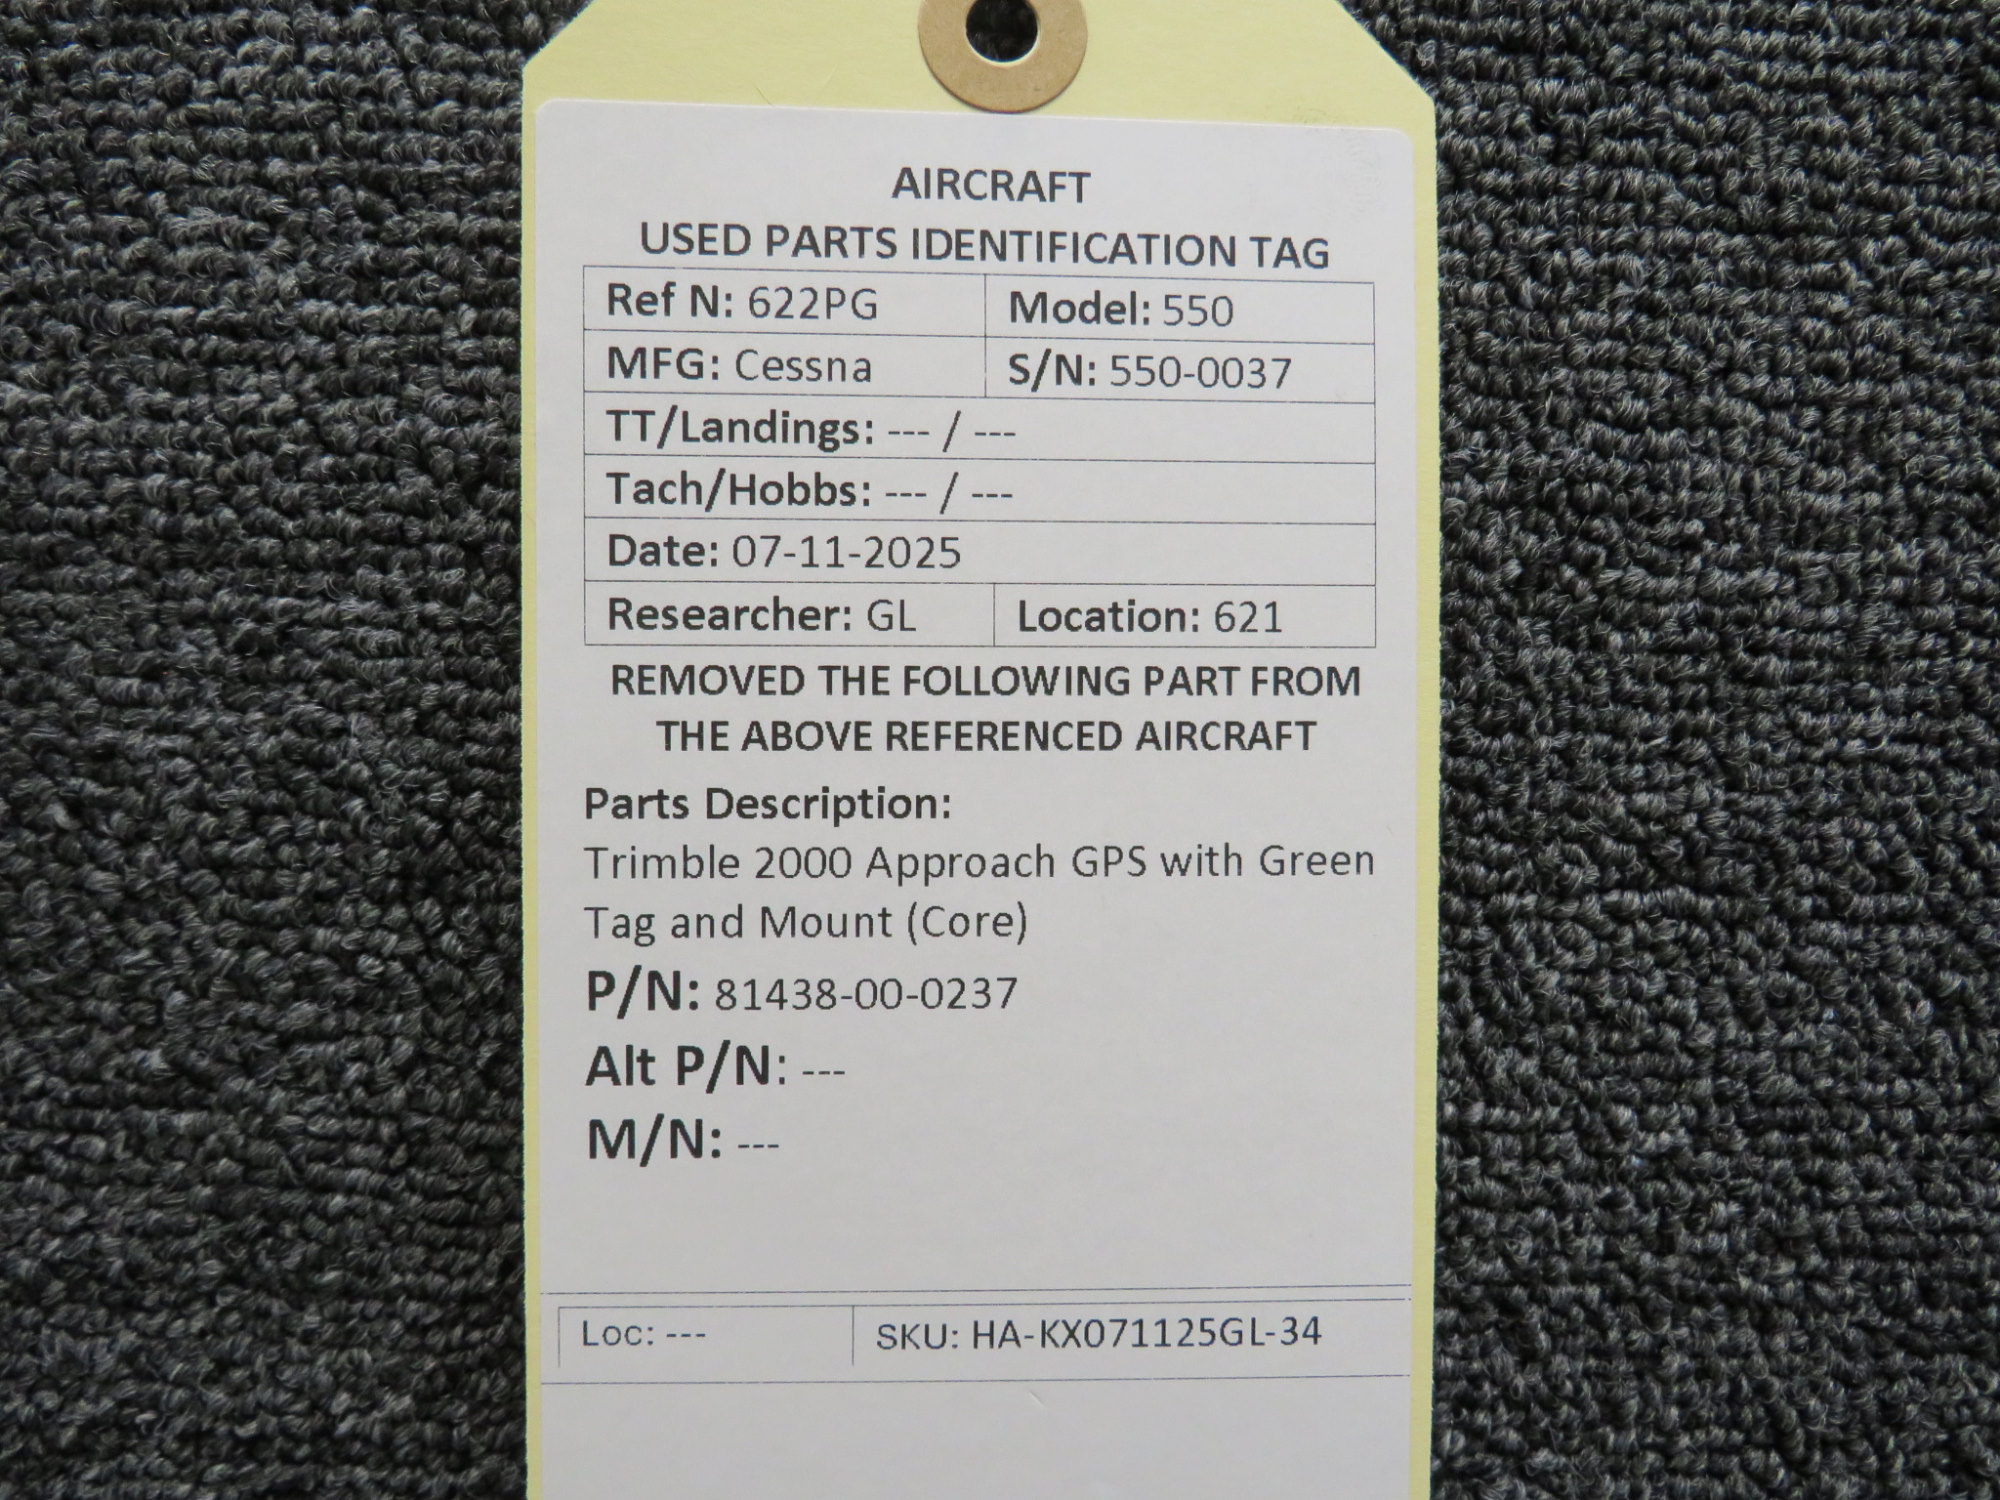 AIRCRAFT
USED PARTS IDENTIFICATION TAG
Ref N: 622PG Model: 550
MFG: Cessna S/N: 550-0037
TT/Landings: --- / ---
Tach/Hobbs: --- / ---
Date: 07-11-2025
Researcher: GL Location: 621
REMOVED THE FOLLOWING PART FROM
THE ABOVE REFERENCED AIRCRAFT
Parts Description:
Trimble 2000 Approach GPS with Green
Tag and Mount (Core)
P/N: 81438-00-0237
Alt P/N: ---
M/N: ---
Loc: --- SKU: HA-KX071125GL-34